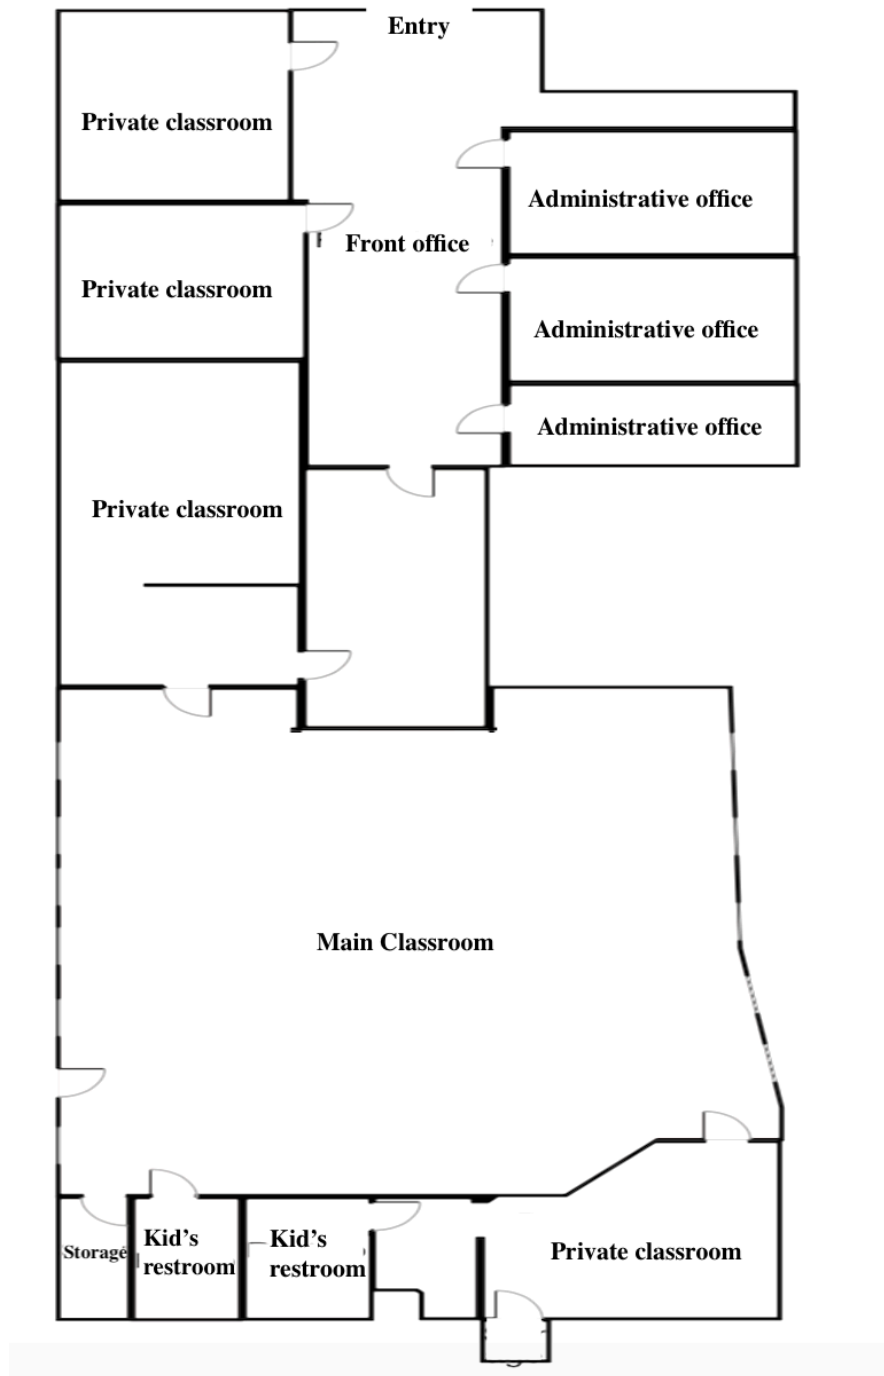 Entry
Private classroom
Administrative office
Front office
Private classroom
Administrative office
Administrative office
Private classroom
Main Classroom
Storage
Kid's
restroom
Kid's
restroom
Private classroom